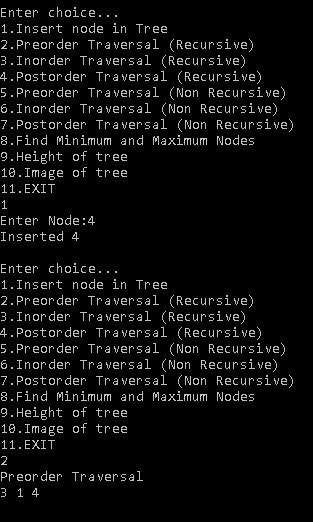 Enter choice...
1.Insert node in Tree
2.Preorder Traversal (Recursive)
3.Inorder Traversal (Recursive)
4.Postorder Traversal (Recursive)
5.Preorder Traversal (Non Recursive)
6.Inorder Traversal (Non Recursive)
7.Postorder Traversal (Non Recursive)
8.Find Minimum and Maximum Nodes
9.Height of tree
10.Image of tree
11.EXIT
1
Enter Node:4
Inserted 4

Enter choice...
1.Insert node in Tree
2.Preorder Traversal (Recursive)
3.Inorder Traversal (Recursive)
4.Postorder Traversal (Recursive)
5.Preorder Traversal (Non Recursive)
6.Inorder Traversal (Non Recursive)
7.Postorder Traversal (Non Recursive)
8.Find Minimum and Maximum Nodes
9.Height of tree
10.Image of tree
11.EXIT
2
Preorder Traversal
3 1 4